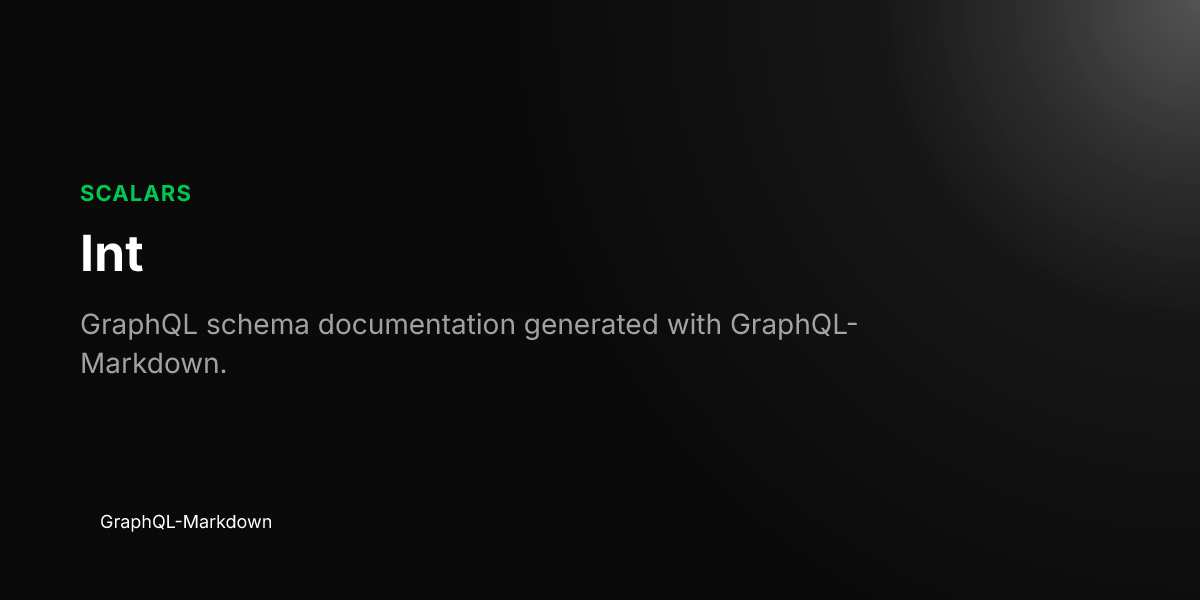 SCALARS
Int
GraphQL schema documentation generated with GraphQL-
Markdown.
GraphQL-Markdown